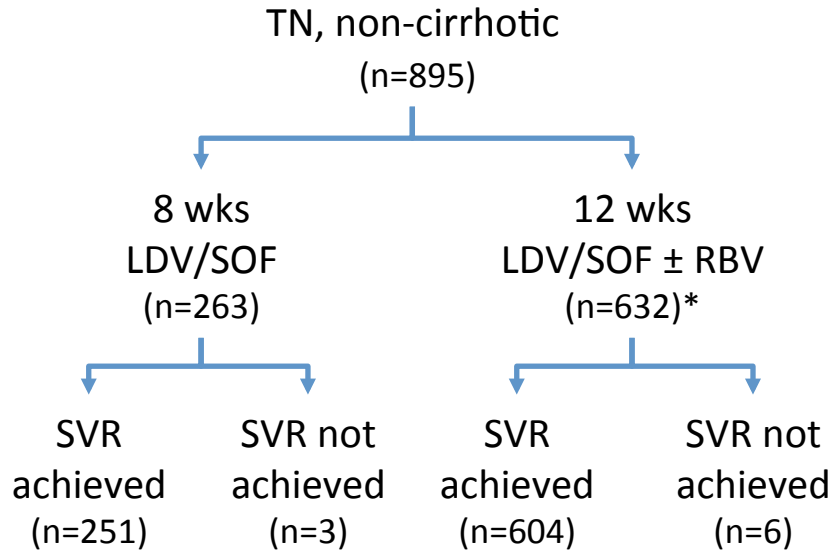 TN, non-cirrhotic
(n=895)
8 wks
LDV/SOF
(n=263)
12 wks
LDV/SOF ± RBV
(n=632)*
SVR
achieved
(n=251)
SVR not
achieved
(n=3)
SVR
achieved
(n=604)
SVR not
achieved
(n=6)